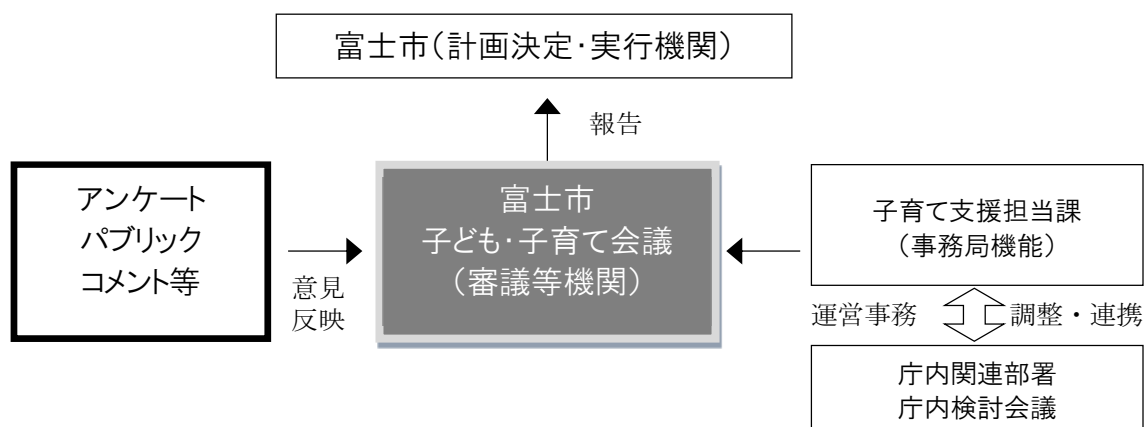 富士市（計画決定・実行機関）
報告
アンケート
パブリック
コメント等
意見
反映
富士市
子ども・子育て会議
（審議等機関）
子育て支援担当課
（事務局機能）
運営事務
調整・連携
庁内関連部署
庁内検討会議